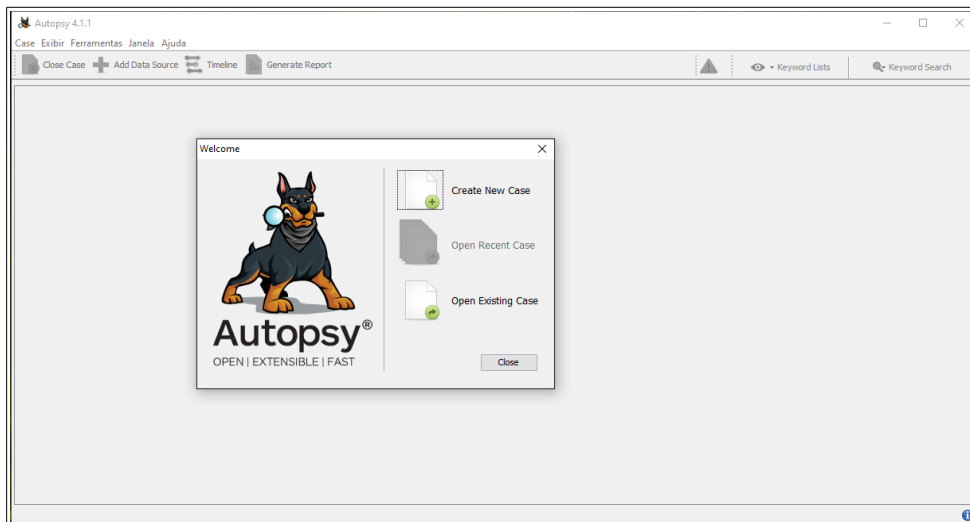 Autopsy 4.1.1
Case Exibir Ferramentas Janela Ajuda
Close Case Add Data Source Timeline Generate Report Keyword Lists Keyword Search
Welcome
Create New Case
Open Recent Case
Open Existing Case
Autopsy®
OPEN | EXTENSIBLE | FAST
Close